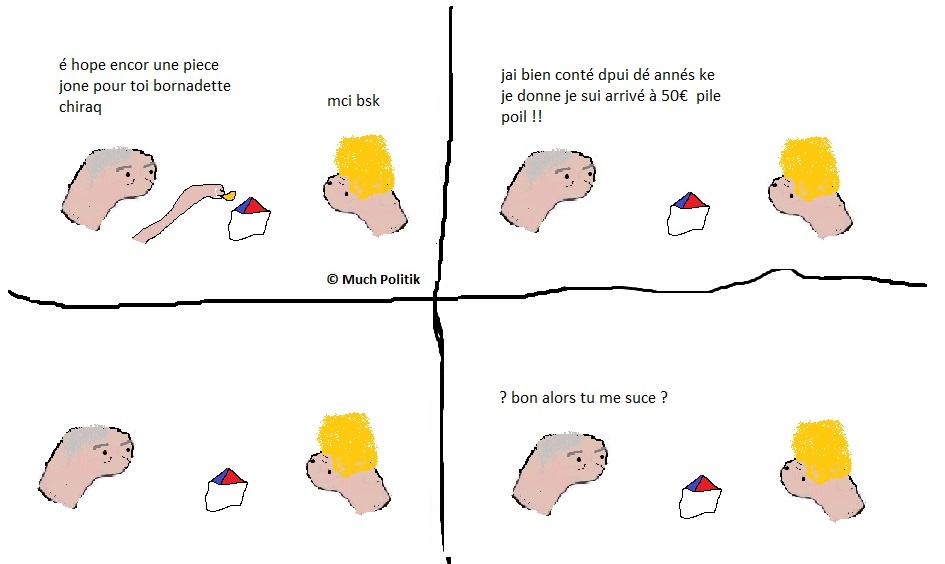 é hope encor une piece
jone pour toi bornadette
chiraq
mci bsk
© Much Politik
jai bien conté dpui dé annés ke
je donne je sui arrivé à 50€ pile
poil !!
? bon alors tu me suce ?